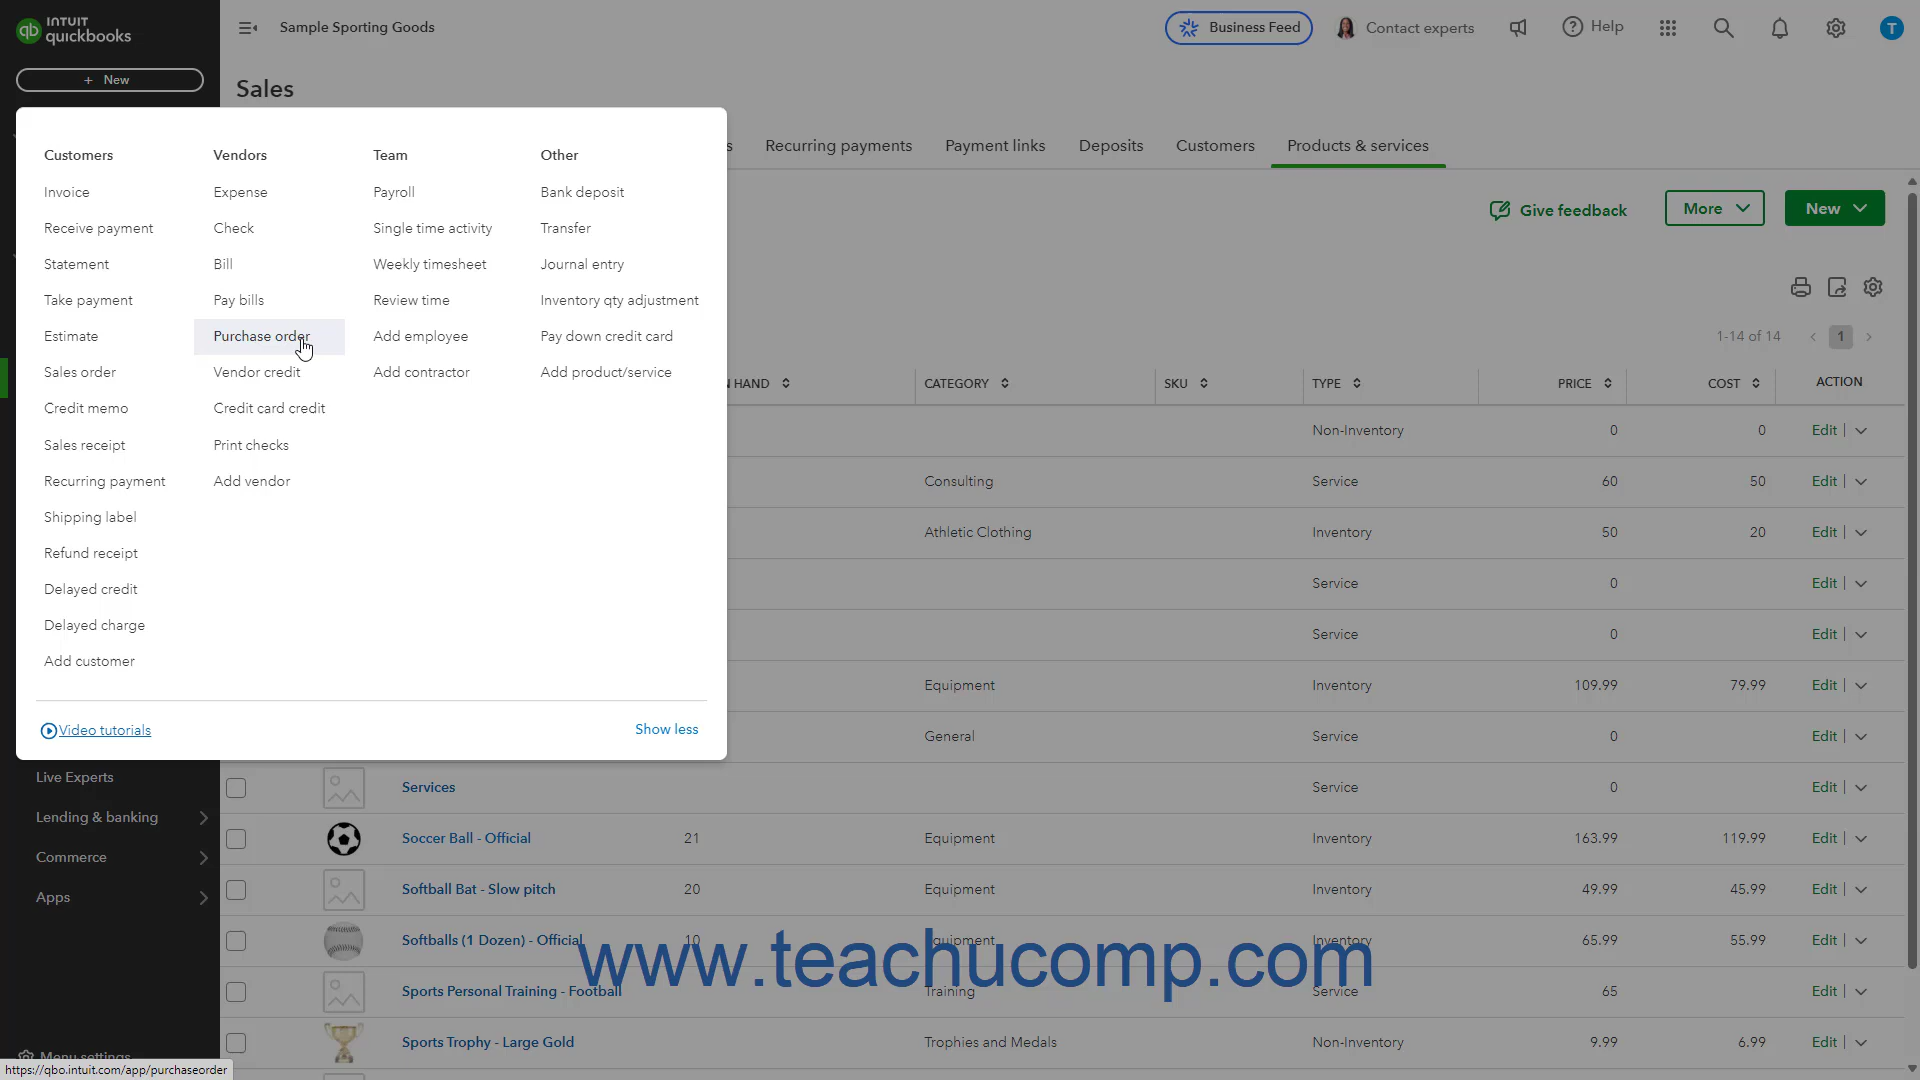 INTUIT
quickbooks
Sample Sporting Goods
Business Feed
Contact experts
Help
T
+ New
Sales
s
Recurring payments
Payment links
Deposits
Customers
Products & services
Give feedback
More
New
Customers
Invoice
Receive payment
Statement
Take payment
Estimate
Sales order
Credit memo
Sales receipt
Recurring payment
Shipping label
Refund receipt
Delayed credit
Delayed charge
Add customer
Vendors
Expense
Check
Bill
Pay bills
Purchase order
Vendor credit
Credit card credit
Print checks
Add vendor
Team
Payroll
Single time activity
Weekly timesheet
Review time
Add employee
Add contractor
Other
Bank deposit
Transfer
Journal entry
Inventory qty adjustment
Pay down credit card
Add product/service
Video tutorials
Show less
1-14 of 14
1
N HAND CATEGORY SKU TYPE PRICE COST ACTION
Non-Inventory 0 0 Edit
Consulting Service 60 50 Edit
Athletic Clothing Inventory 50 20 Edit
Service 0 Edit
Service 0 Edit
Equipment Inventory 109.99 79.99 Edit
General Service 0 Edit
Services Service 0 Edit
Soccer Ball - Official 21 Equipment Inventory 163.99 119.99 Edit
Softball Bat - Slow pitch 20 Equipment Inventory 49.99 45.99 Edit
Softballs (1 Dozen) - Official 10 Equipment Inventory 65.99 55.99 Edit
Sports Personal Training - Football Training Service 65 Edit
Sports Trophy - Large Gold Trophies and Medals Non-Inventory 9.99 6.99 Edit
Live Experts
Lending & banking
Commerce
Apps
Menu settings
https://qbo.intuit.com/app/purchaseorder
www.teachucomp.com